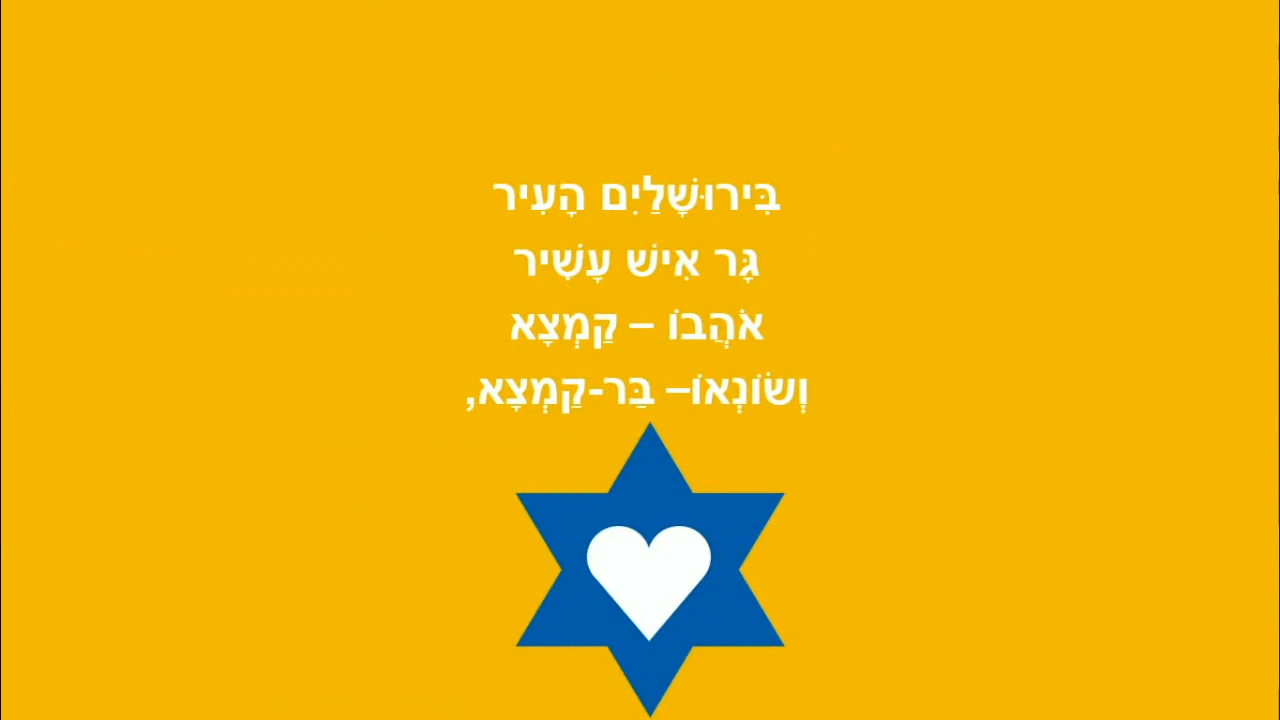 בִּירוּשָׁלַיִם הָעִיר
גָּר אִישׁ עָשִׁיר
אֹהֲבוֹ – קַמְצָא
וְשׂוֹנְאוֹ– בַּר-קַמְצָא,